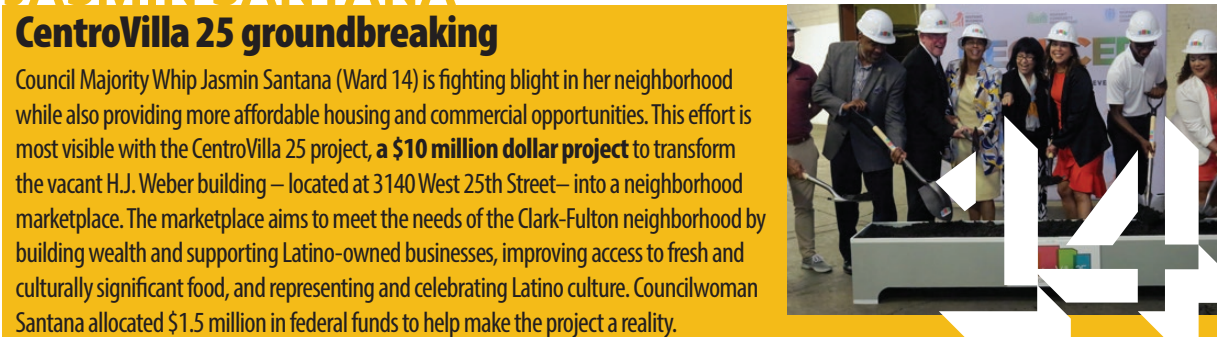 JASMIN SANTANA
CentroVilla 25 groundbreaking
Council Majority Whip Jasmin Santana (Ward 14) is fighting blight in her neighborhood
while also providing more affordable housing and commercial opportunities. This effort is
most visible with the CentroVilla 25 project, a $10 million dollar project to transform
the vacant H.J. Weber building – located at 3140 West 25th Street– into a neighborhood
marketplace. The marketplace aims to meet the needs of the Clark-Fulton neighborhood by
building wealth and supporting Latino-owned businesses, improving access to fresh and
culturally significant food, and representing and celebrating Latino culture. Councilwoman
Santana allocated $1.5 million in federal funds to help make the project a reality.
14